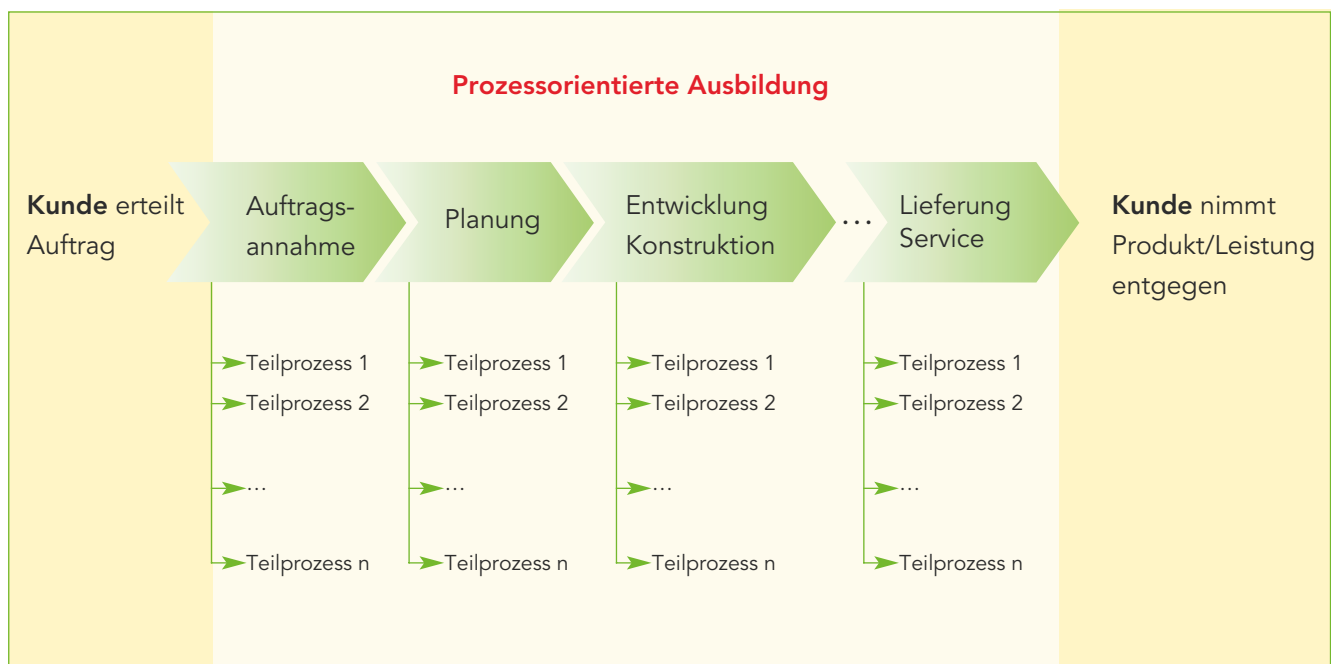 Prozessorientierte Ausbildung
Kunde erteilt
Auftrag
Auftrags-
annahme
Planung
Entwicklung
Konstruktion
…
Lieferung
Service
Kunde nimmt
Produkt/Leistung
entgegen
Teilprozess 1
Teilprozess 2
…
Teilprozess n
Teilprozess 1
Teilprozess 2
…
Teilprozess n
Teilprozess 1
Teilprozess 2
…
Teilprozess n
Teilprozess 1
Teilprozess 2
…
Teilprozess n